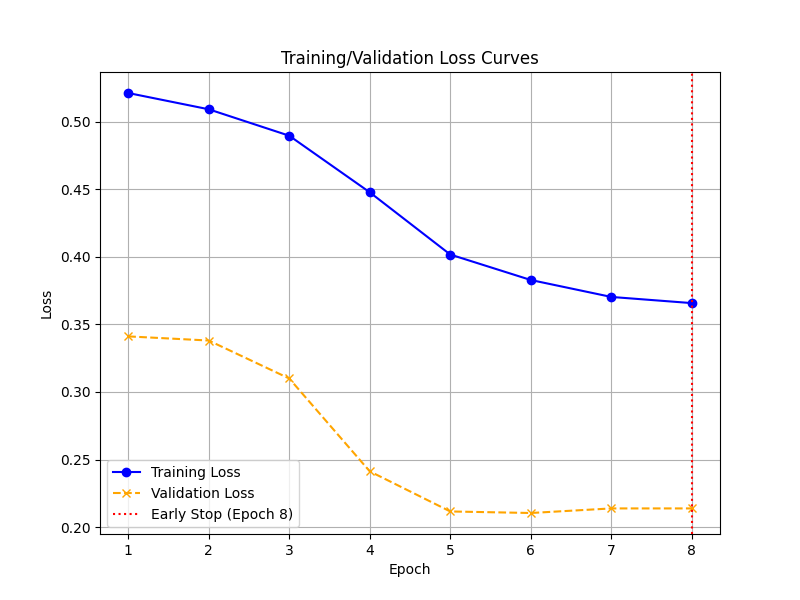 Training/Validation Loss Curves
0.50
0.45
0.40
0.35
0.30
0.25
0.20
Loss
Training Loss
Validation Loss
Early Stop (Epoch 8)
1 2 3 4 5 6 7 8
Epoch